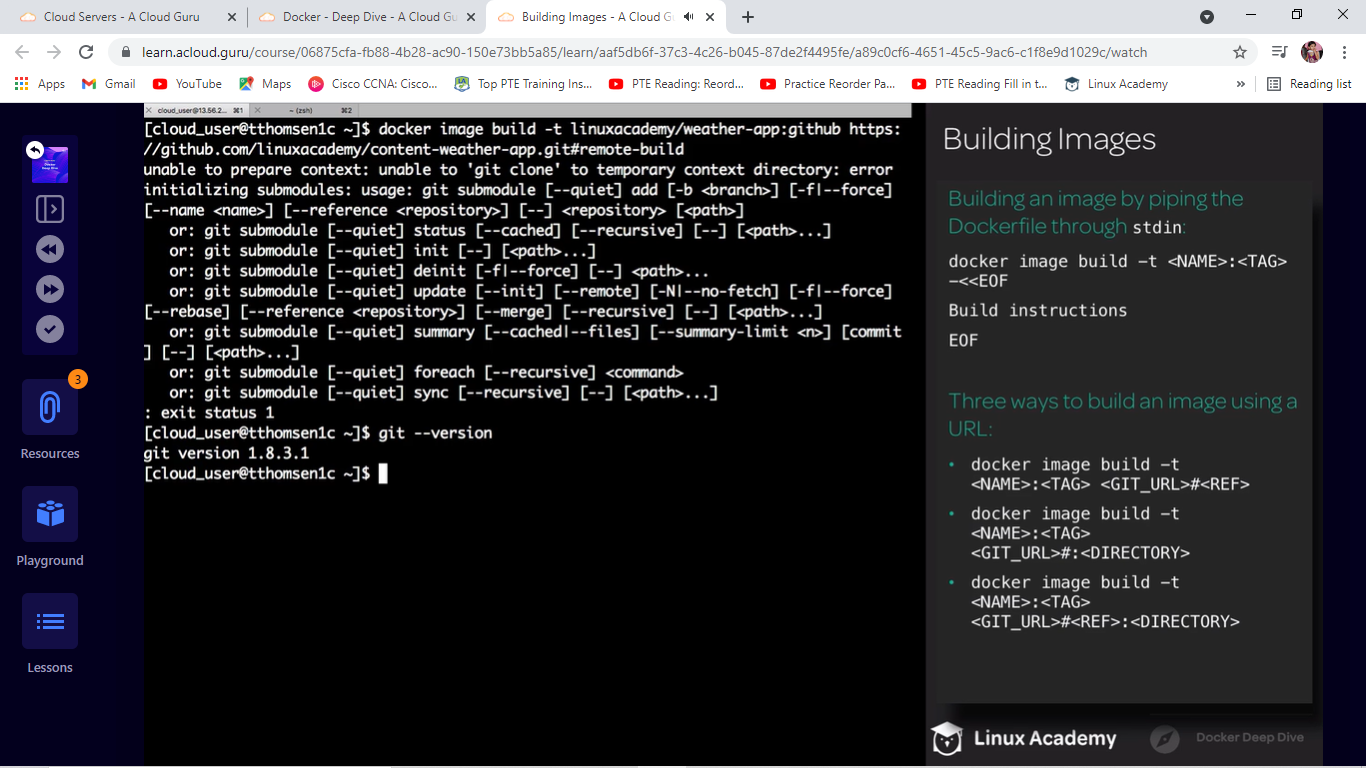 Cloud Servers - A Cloud Guru
Docker - Deep Dive - A Cloud Gu
Building Images - A Cloud G
learn.acloud.guru/course/06875cfa-fb88-4b28-ac90-150e73bb5a85/learn/aaf5db6f-37c3-4c26-b045-87de2f4495fe/a89c0cf6-4651-45c5-9ac6-c1f8e9d1029c/watch
Apps
Gmail
YouTube
Maps
Cisco CCNA: Cisco...
Top PTE Training Ins...
PTE Reading: Reord...
Practice Reorder Pa...
PTE Reading Fill in t...
Linux Academy
»
Reading list
cloud_user@13.56.2... ⌘1
~ (zsh) ⌘2
[cloud_user@tthomsen1c ~]$ docker image build -t linuxacademy/weather-app:github https:
//github.com/linuxacademy/content-weather-app.git#remote-build
unable to prepare context: unable to 'git clone' to temporary context directory: error
initializing submodules: usage: git submodule [--quiet] add [-b <branch>] [-f|--force]
[--name <name>] [--reference <repository>] [--] <repository> [<path>]
or: git submodule [--quiet] status [--cached] [--recursive] [--] [<path>...]
or: git submodule [--quiet] init [--] [<path>...]
or: git submodule [--quiet] deinit [-f|--force] [--] <path>...
or: git submodule [--quiet] update [--init] [--remote] [-N|--no-fetch] [-f|--force]
[--rebase] [--reference <repository>] [--merge] [--recursive] [--] [<path>...]
or: git submodule [--quiet] summary [--cached|--files] [--summary-limit <n>] [commit
] [--] [<path>...]
or: git submodule [--quiet] foreach [--recursive] <command>
or: git submodule [--quiet] sync [--recursive] [--] [<path>...]
: exit status 1
[cloud_user@tthomsen1c ~]$ git --version
git version 1.8.3.1
[cloud_user@tthomsen1c ~]$
3
Resources
Playground
Lessons
Building Images
Building an image by piping the
Dockerfile through stdin:
docker image build -t <NAME>:<TAG>
-<<EOF
Build instructions
EOF
Three ways to build an image using a
URL:
• docker image build -t
<NAME>:<TAG> <GIT_URL>#<REF>
• docker image build -t
<NAME>:<TAG>
<GIT_URL>#:<DIRECTORY>
• docker image build -t
<NAME>:<TAG>
<GIT_URL>#<REF>:<DIRECTORY>
Linux Academy
Docker Deep Dive